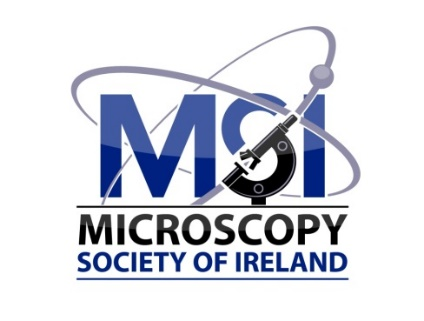 MSI
MICROSCOPY
SOCIETY OF IRELAND